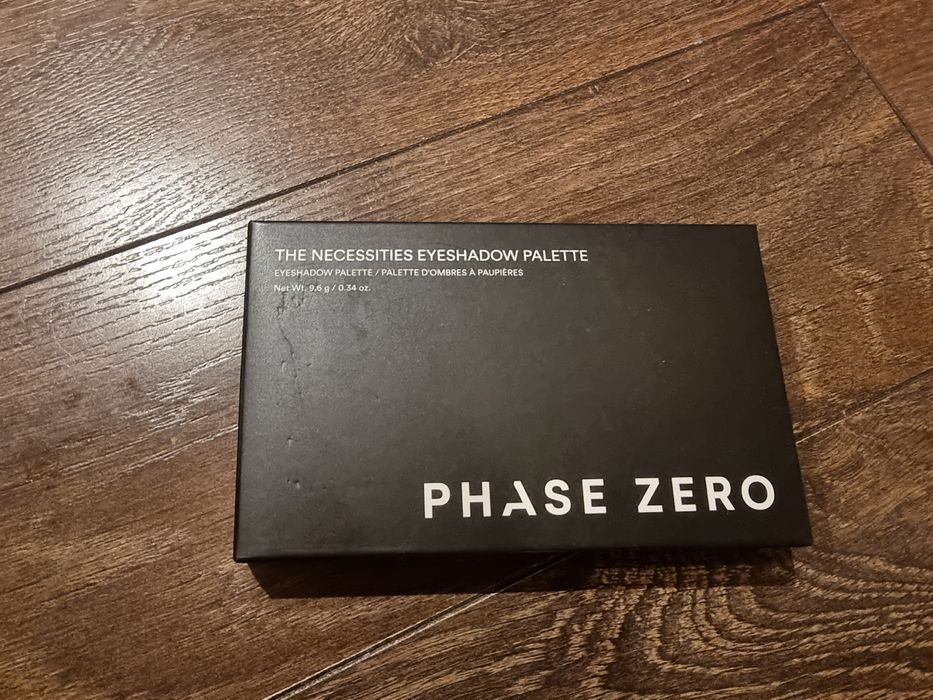 THE NECESSITIES EYESHADOW PALETTE
EYESHADOW PALETTE / PALETTE D'OMBRES À PAUPIÈRES
Net Wt. 9,6 g / 0.34 oz.
PHASE ZERO